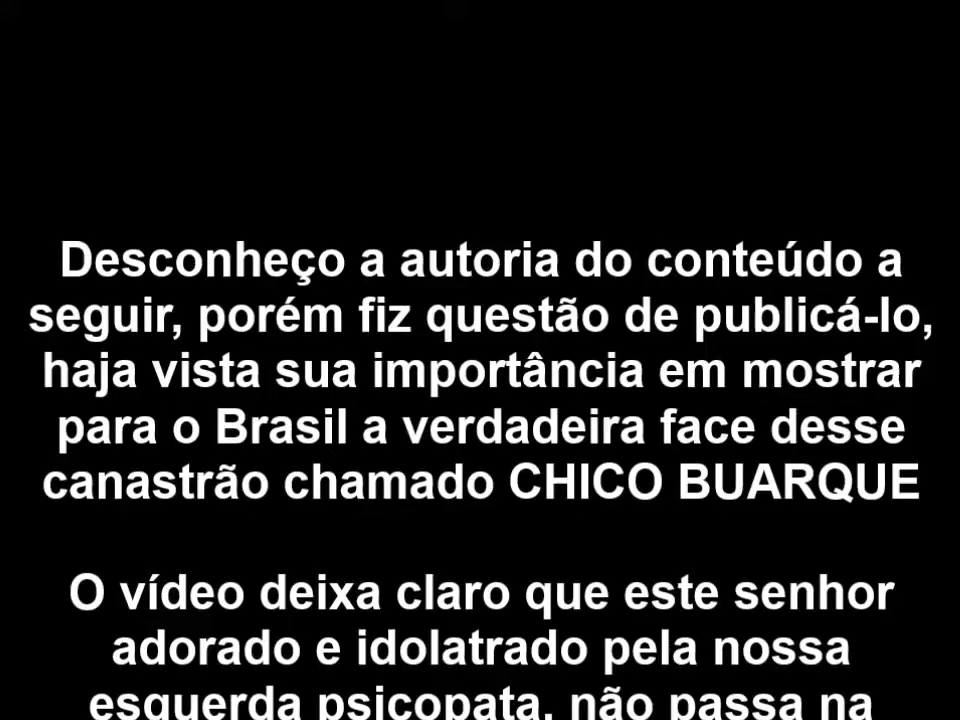 Desconheço a autoria do conteúdo a
seguir, porém fiz questão de publicá-lo,
haja vista sua importância em mostrar
para o Brasil a verdadeira face desse
canastrão chamado CHICO BUARQUE
O vídeo deixa claro que este senhor
adorado e idolatrado pela nossa
esquerda psicopata, não passa na